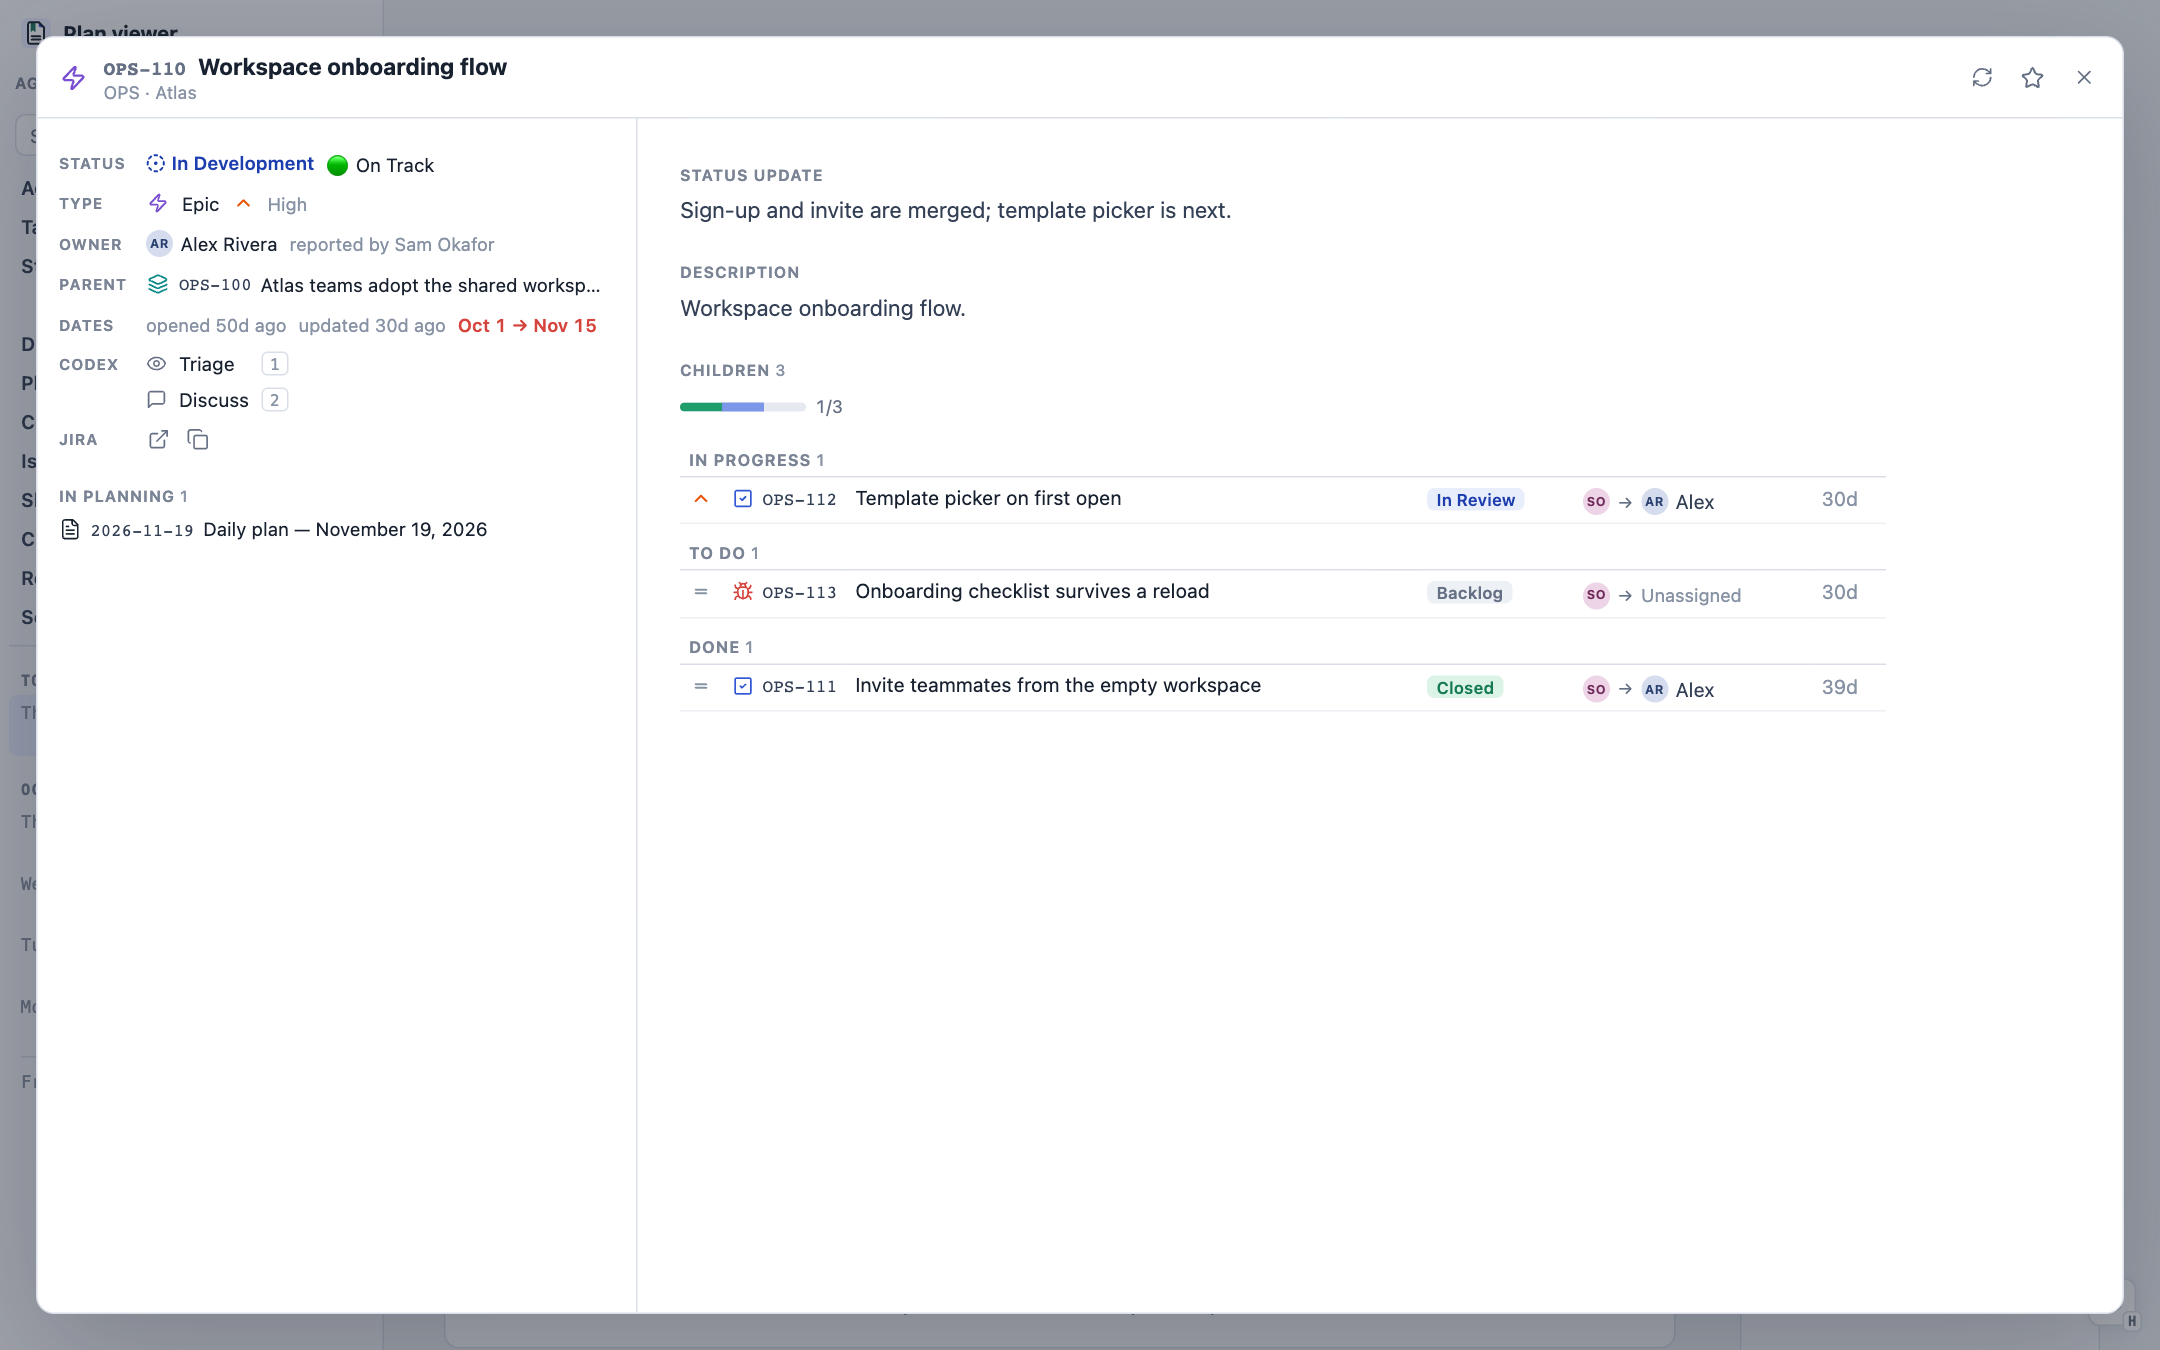 Plan viewer
OPS-110 Workspace onboarding flow
OPS · Atlas
STATUS In Development On Track
TYPE Epic High
OWNER AR Alex Rivera reported by Sam Okafor
PARENT OPS-100 Atlas teams adopt the shared worksp...
DATES opened 50d ago updated 30d ago Oct 1 → Nov 15
CODEX Triage 1
Discuss 2
JIRA
IN PLANNING 1
2026-11-19 Daily plan — November 19, 2026
STATUS UPDATE
Sign-up and invite are merged; template picker is next.
DESCRIPTION
Workspace onboarding flow.
CHILDREN 3
1/3
IN PROGRESS 1
OPS-112 Template picker on first open In Review SO → AR Alex 30d
TO DO 1
OPS-113 Onboarding checklist survives a reload Backlog SO → Unassigned 30d
DONE 1
OPS-111 Invite teammates from the empty workspace Closed SO → AR Alex 39d
H